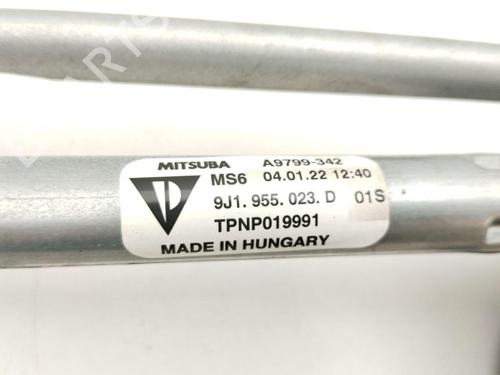 MITSUBA A9799-342
MS6 04.01.22 12:40
9J1.955.023.D 01S
TPNP019991
MADE IN HUNGARY